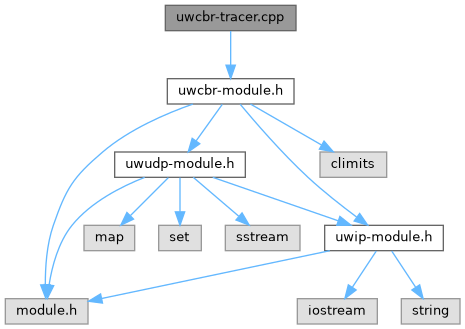 uwcbr-tracer.cpp
uwcbr-module.h
uwudp-module.h
climits
map
set
sstream
uwip-module.h
module.h
iostream
string